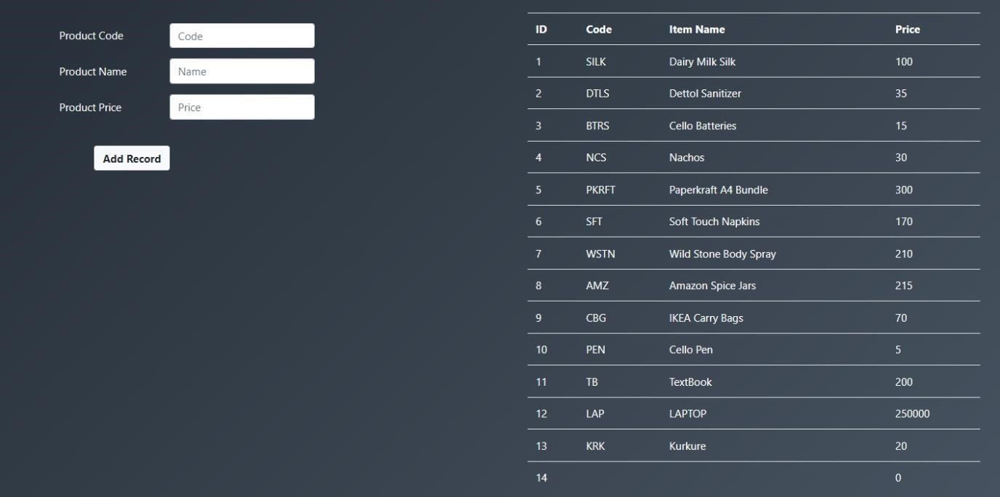 Product Code Code
Product Name Name
Product Price Price
Add Record
ID Code Item Name Price
1 SILK Dairy Milk Silk 100
2 DTLS Dettol Sanitizer 35
3 BTRS Cello Batteries 15
4 NCS Nachos 30
5 PKRFT Paperkraft A4 Bundle 300
6 SFT Soft Touch Napkins 170
7 WSTN Wild Stone Body Spray 210
8 AMZ Amazon Spice Jars 215
9 CBG IKEA Carry Bags 70
10 PEN Cello Pen 5
11 TB TextBook 200
12 LAP LAPTOP 250000
13 KRK Kurkure 20
14 0